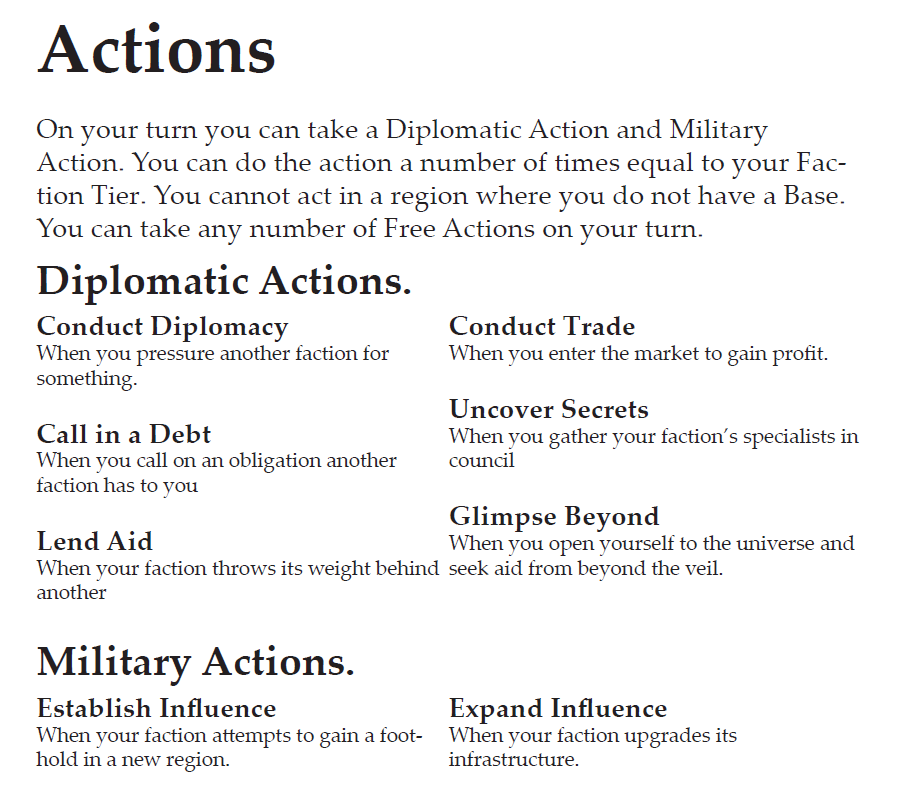 Actions
On your turn you can take a Diplomatic Action and Military
Action. You can do the action a number of times equal to your Fac-
tion Tier. You cannot act in a region where you do not have a Base.
You can take any number of Free Actions on your turn.
Diplomatic Actions.
Conduct Diplomacy
When you pressure another faction for
something.
Call in a Debt
When you call on an obligation another
faction has to you
Lend Aid
When your faction throws its weight behind
another
Conduct Trade
When you enter the market to gain profit.
Uncover Secrets
When you gather your faction’s specialists in
council
Glimpse Beyond
When you open yourself to the universe and
seek aid from beyond the veil.
Military Actions.
Establish Influence
When your faction attempts to gain a foot-
hold in a new region.
Expand Influence
When your faction upgrades its
infrastructure.